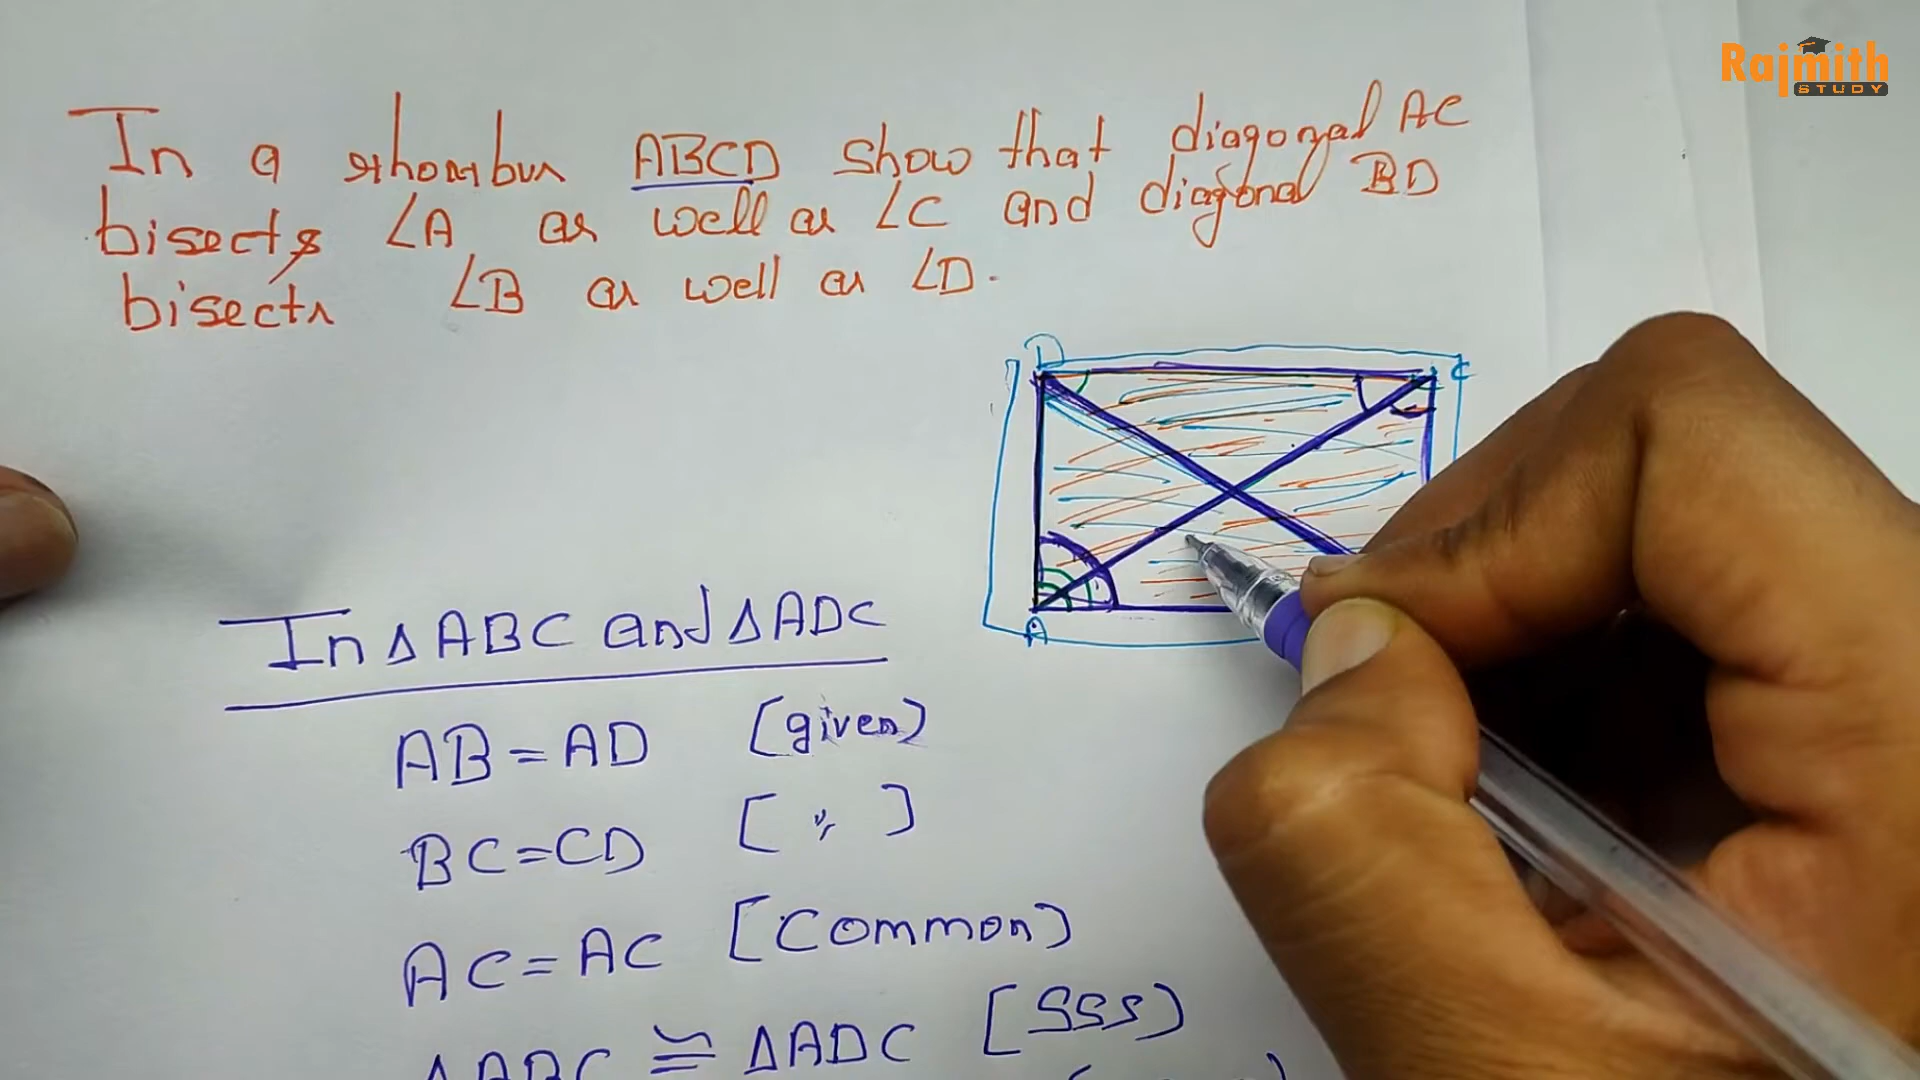 Rajmith
STUDY
In a rhombus ABCD show that diagonal AC
bisects ∠A as well as ∠C and diagonal BD
bisects ∠B as well as ∠D.
D
C
A
In △ABC and △ADC
AB=AD [given]
BC=CD [ " ]
AC=AC [Common]
△ABC ≅ △ADC [SSS]